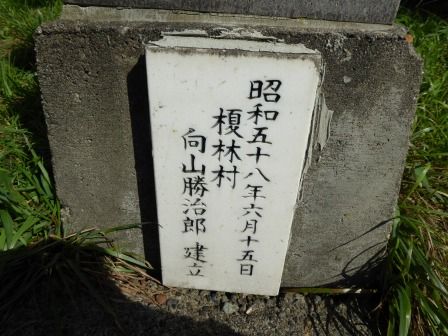 昭和五十八年六月十五日
榎林村
向山勝治郎 建立